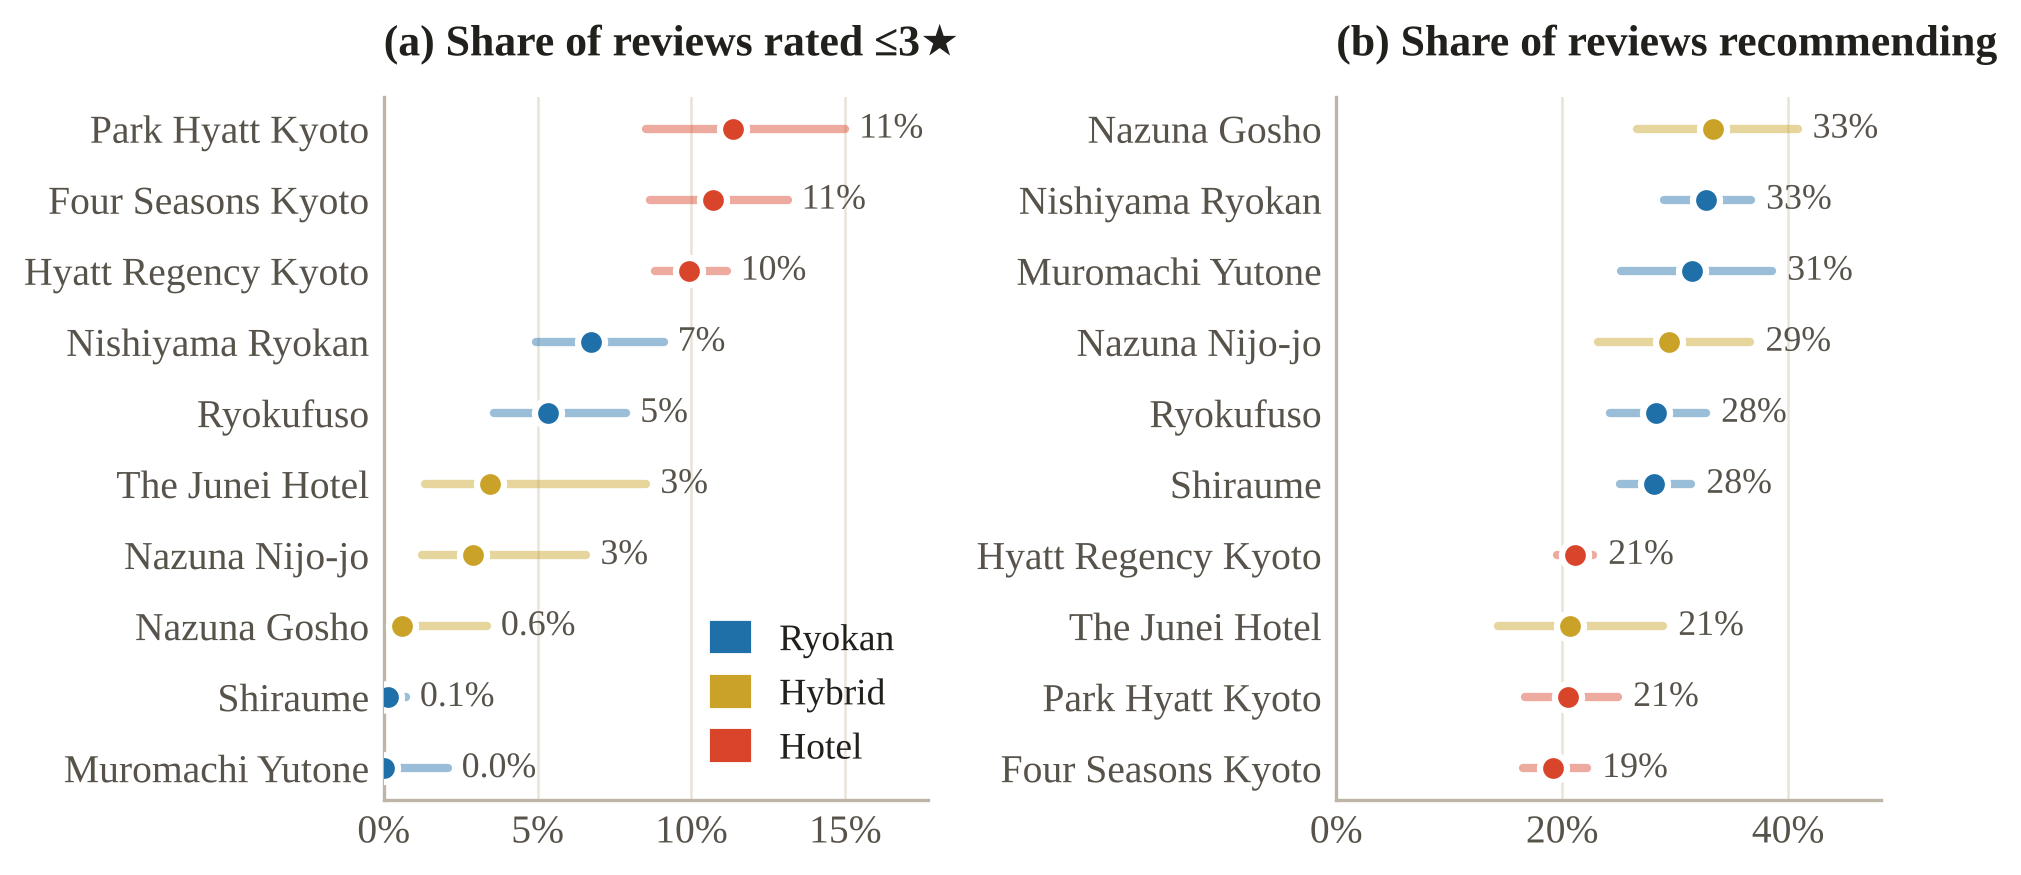 (a) Share of reviews rated ≤3★
Park Hyatt Kyoto 11%
Four Seasons Kyoto 11%
Hyatt Regency Kyoto 10%
Nishiyama Ryokan 7%
Ryokufuso 5%
The Junei Hotel 3%
Nazuna Nijo-jo 3%
Nazuna Gosho 0.6%
Shiraume 0.1%
Muromachi Yutone 0.0%
0% 5% 10% 15%
Ryokan
Hybrid
Hotel
(b) Share of reviews recommending
Nazuna Gosho 33%
Nishiyama Ryokan 33%
Muromachi Yutone 31%
Nazuna Nijo-jo 29%
Ryokufuso 28%
Shiraume 28%
Hyatt Regency Kyoto 21%
The Junei Hotel 21%
Park Hyatt Kyoto 21%
Four Seasons Kyoto 19%
0% 20% 40%